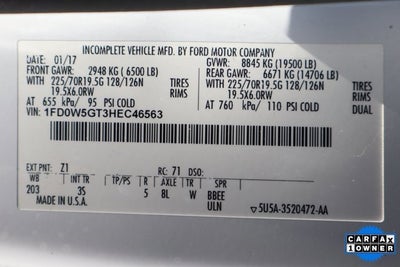 INCOMPLETE VEHICLE MFD. BY FORD MOTOR COMPANY
DATE: 01/17 GVWR: 8845 KG (19500 LB)
FRONT GAWR: 2948 KG ( 6500 LB) REAR GAWR: 6671 KG (14706 LB)
WITH 225/70R19.5G 128/126N TIRES WITH 225/70R19.5G 128/126N TIRES
19.5X6.0RW RIMS 19.5X6.0RW RIMS
AT 655 kPa/ 95 PSI COLD AT 760 kPa/ 110 PSI COLD DUAL
VIN: 1FD0W5GT3HEC46563
EXT PNT: Z1 RC: 71 DSO:
WB INT TR TP/PS R AXLE TR SPR
203 3S 5 8L W BBEE
MADE IN U.S.A. ULN 5U5A-3520472-AA
CARFAX
1 OWNER